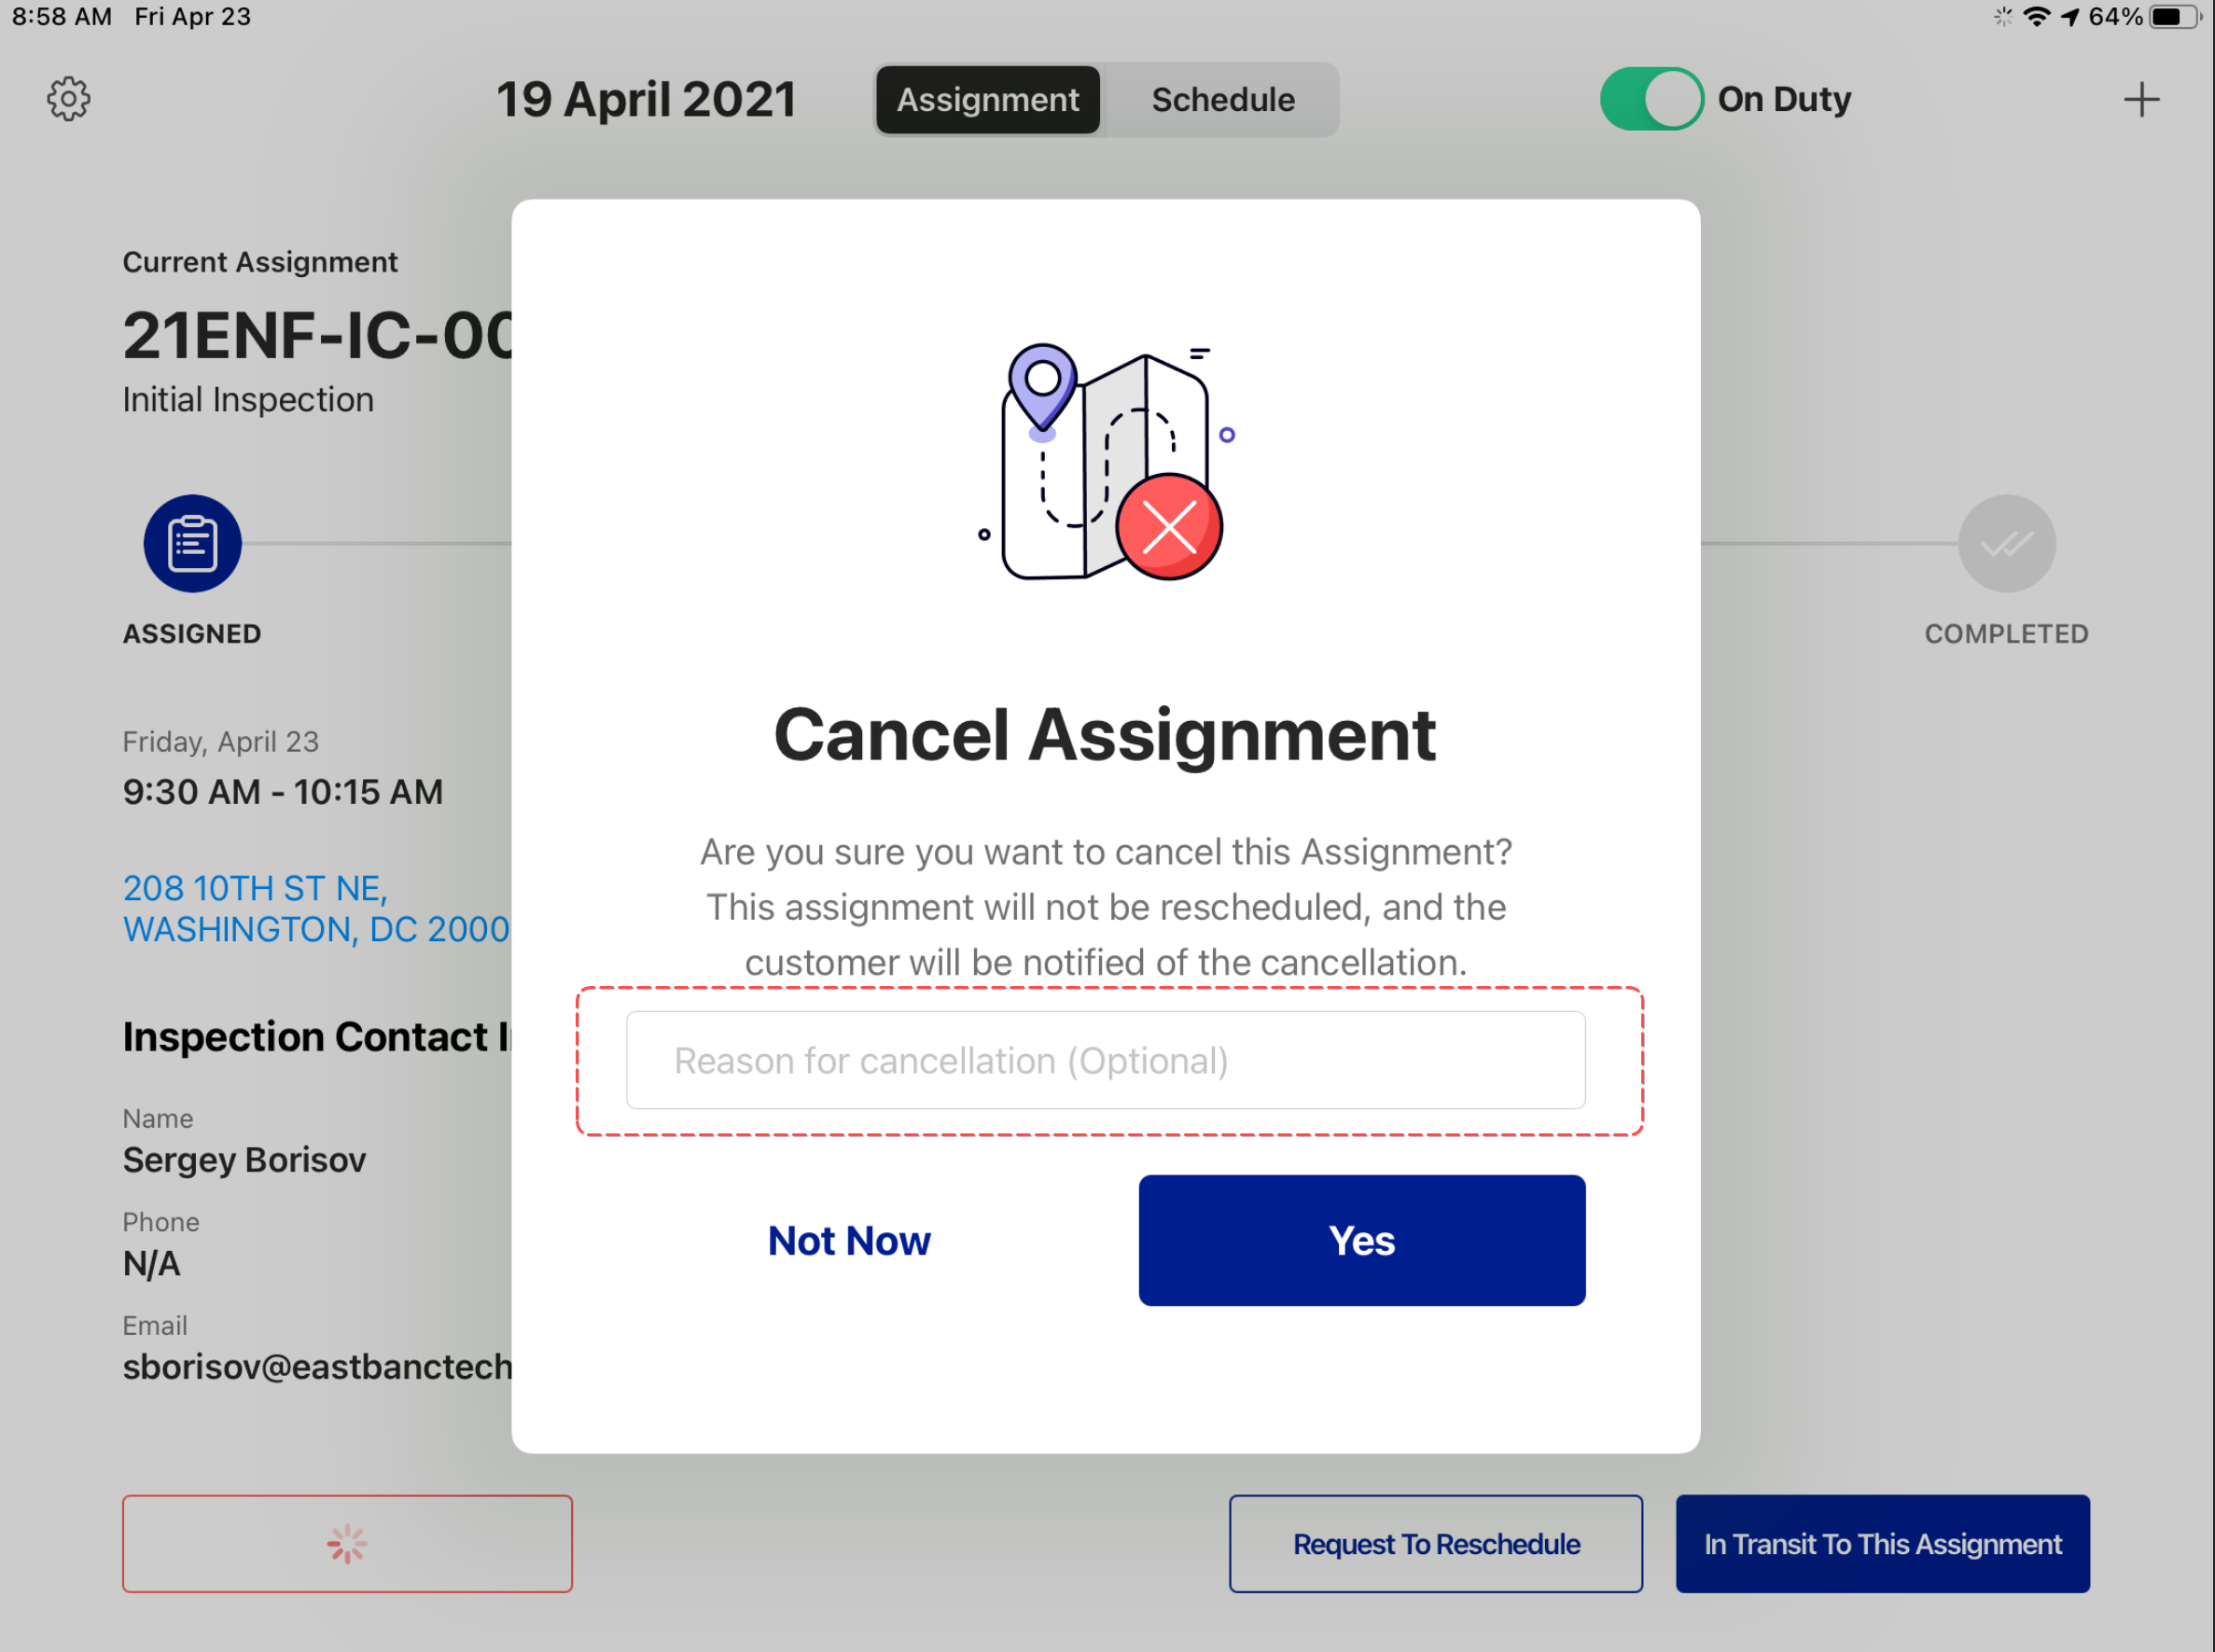 8:58 AM Fri Apr 23
64%
19 April 2021
Assignment
Schedule
On Duty
Current Assignment
21ENF-IC-00
Initial Inspection
ASSIGNED
COMPLETED
Friday, April 23
9:30 AM - 10:15 AM
208 10TH ST NE,
WASHINGTON, DC 2000
Inspection Contact
Name
Sergey Borisov
Phone
N/A
Email
sborisov@eastbanctech
Cancel Assignment
Are you sure you want to cancel this Assignment?
This assignment will not be rescheduled, and the
customer will be notified of the cancellation.
Reason for cancellation (Optional)
Not Now
Yes
Request To Reschedule
In Transit To This Assignment